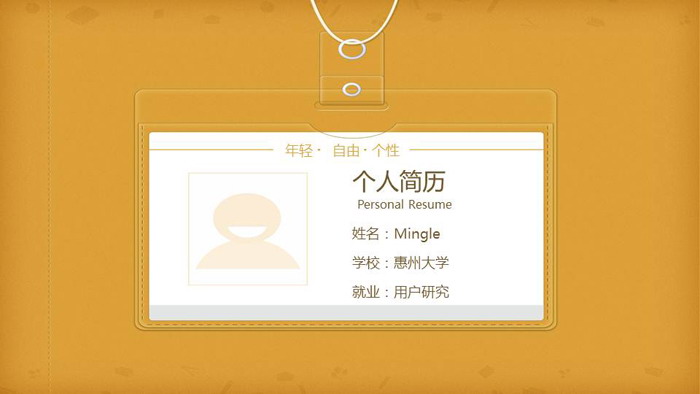 年轻· 自由·个性
个人简历
Personal Resume
姓名：Mingle
学校：惠州大学
就业：用户研究